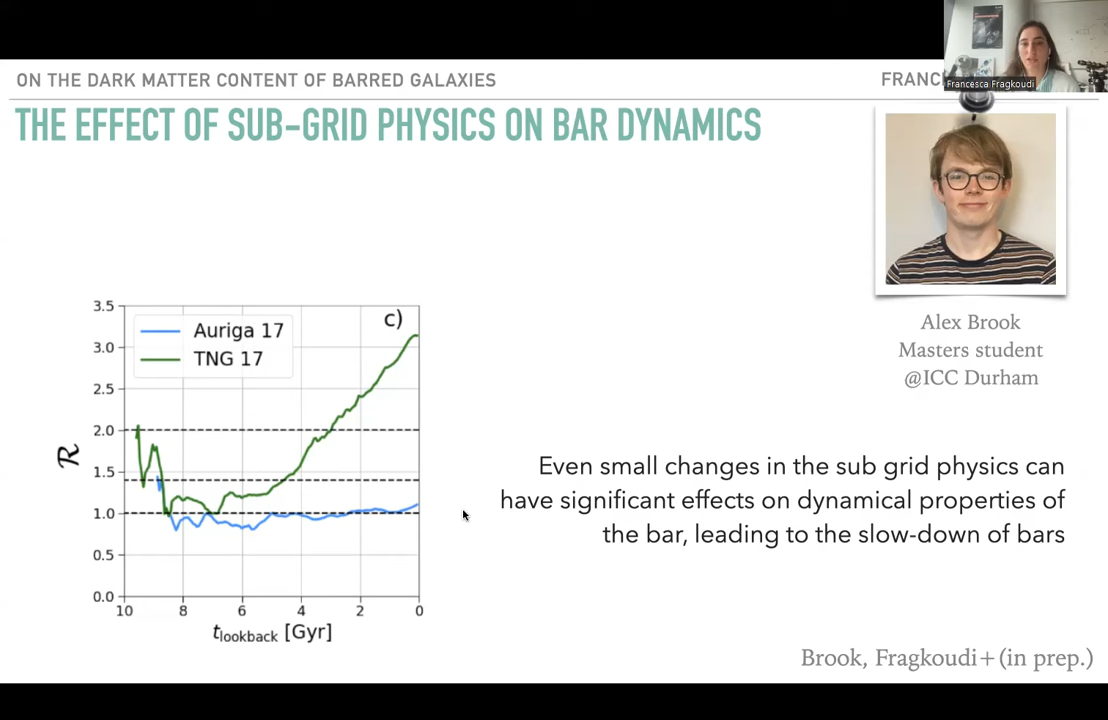 ON THE DARK MATTER CONTENT OF BARRED GALAXIES
FRANC
Francesca Fragkoudi
THE EFFECT OF SUB-GRID PHYSICS ON BAR DYNAMICS
Alex Brook
Masters student
@ICC Durham
c)
Auriga 17
TNG 17
3.5
3.0
2.5
2.0
1.5
1.0
0.5
0.0
ℛ
10 8 6 4 2 0
tlookback [Gyr]
Even small changes in the sub grid physics can
have significant effects on dynamical properties of
the bar, leading to the slow-down of bars
Brook, Fragkoudi+(in prep.)